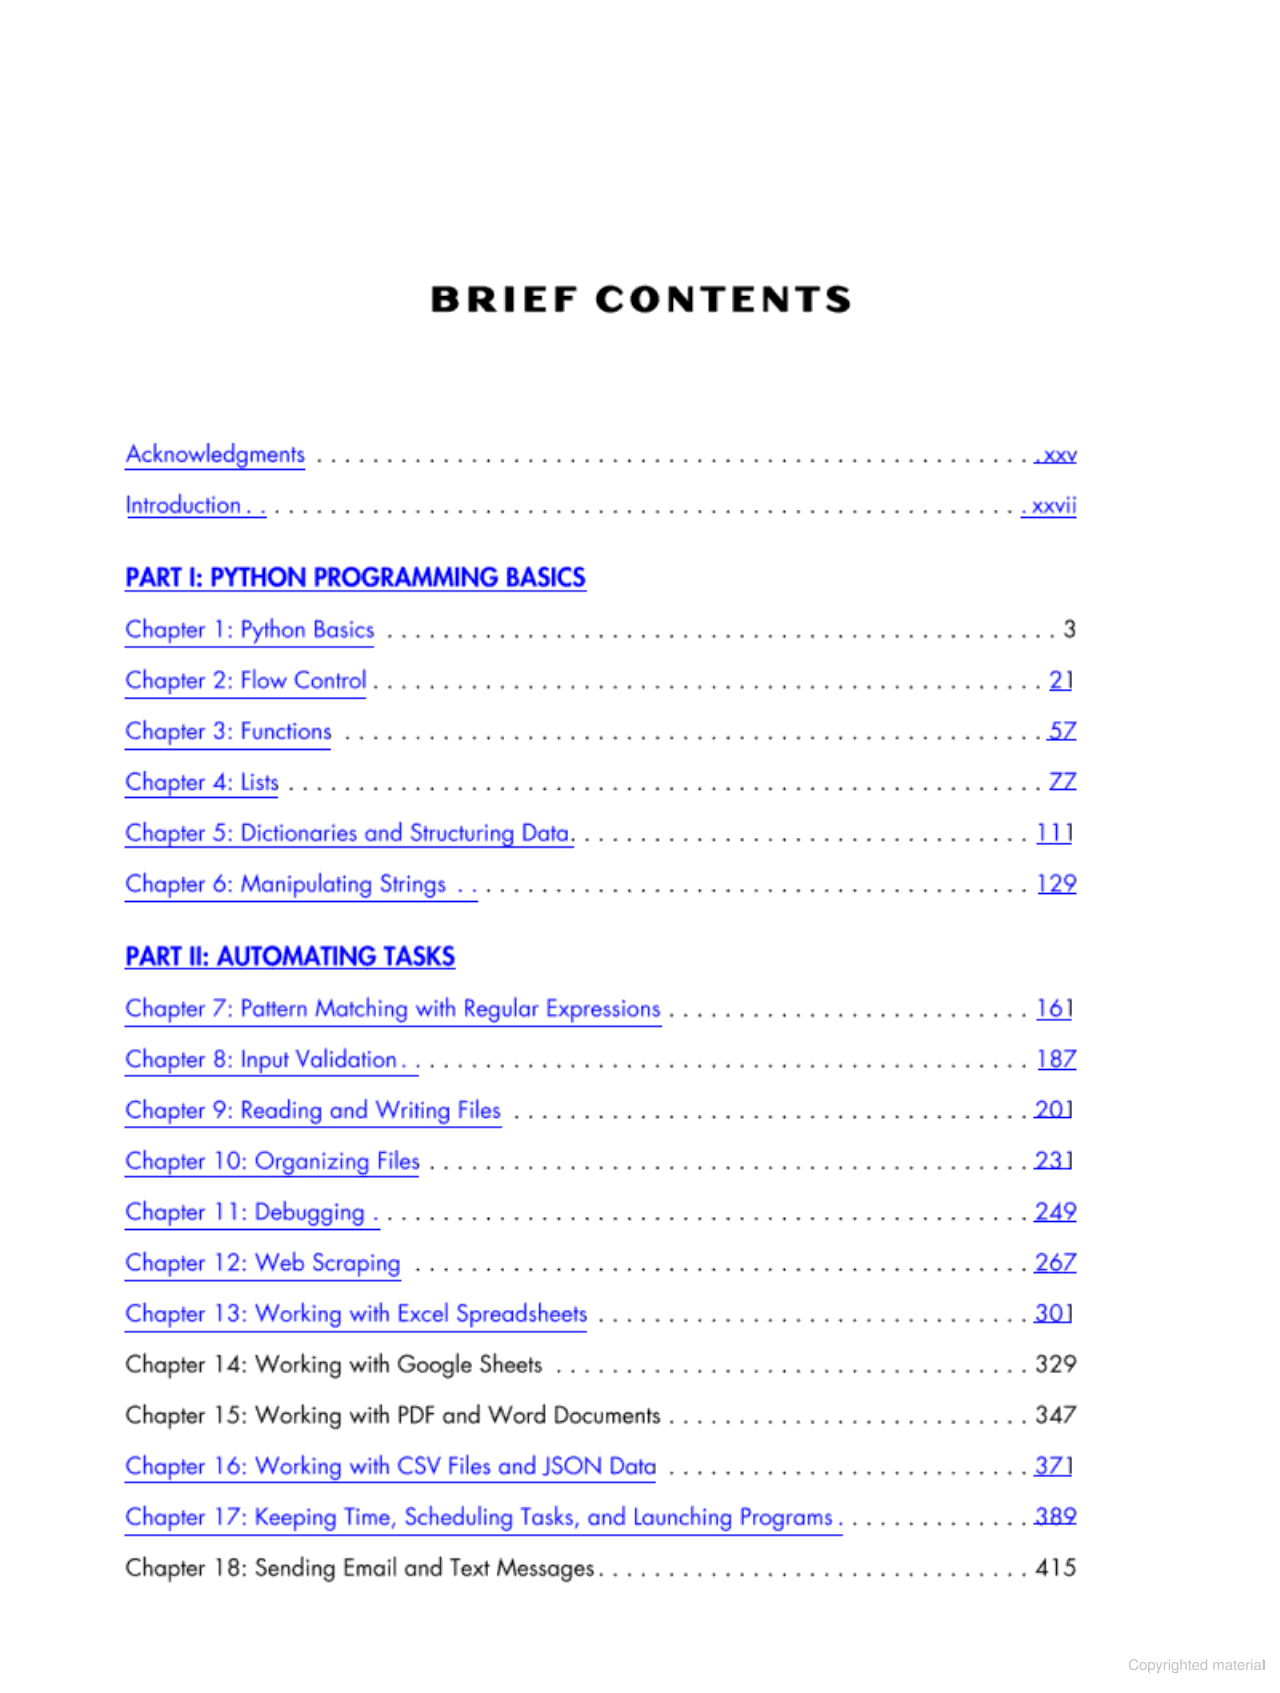 BRIEF CONTENTS
Acknowledgments . . . . . . . . . . . . . . . . . . . . . . . . . . . . . . . . . . . . . . . . . . . . . . . . . . . . xxv
Introduction . . . . . . . . . . . . . . . . . . . . . . . . . . . . . . . . . . . . . . . . . . . . . . . . . . . . . . . . xxvii
PART I: PYTHON PROGRAMMING BASICS
Chapter 1: Python Basics . . . . . . . . . . . . . . . . . . . . . . . . . . . . . . . . . . . . . . . . . . . . . . . . 3
Chapter 2: Flow Control . . . . . . . . . . . . . . . . . . . . . . . . . . . . . . . . . . . . . . . . . . . . . . . . 21
Chapter 3: Functions . . . . . . . . . . . . . . . . . . . . . . . . . . . . . . . . . . . . . . . . . . . . . . . . . . 57
Chapter 4: Lists . . . . . . . . . . . . . . . . . . . . . . . . . . . . . . . . . . . . . . . . . . . . . . . . . . . . . . 77
Chapter 5: Dictionaries and Structuring Data. . . . . . . . . . . . . . . . . . . . . . . . . . . . . . . . . 111
Chapter 6: Manipulating Strings . . . . . . . . . . . . . . . . . . . . . . . . . . . . . . . . . . . . . . . . . 129
PART II: AUTOMATING TASKS
Chapter 7: Pattern Matching with Regular Expressions . . . . . . . . . . . . . . . . . . . . . . . . . . 161
Chapter 8: Input Validation . . . . . . . . . . . . . . . . . . . . . . . . . . . . . . . . . . . . . . . . . . . . . 187
Chapter 9: Reading and Writing Files . . . . . . . . . . . . . . . . . . . . . . . . . . . . . . . . . . . . . 201
Chapter 10: Organizing Files . . . . . . . . . . . . . . . . . . . . . . . . . . . . . . . . . . . . . . . . . . . 231
Chapter 11: Debugging . . . . . . . . . . . . . . . . . . . . . . . . . . . . . . . . . . . . . . . . . . . . . . . 249
Chapter 12: Web Scraping . . . . . . . . . . . . . . . . . . . . . . . . . . . . . . . . . . . . . . . . . . . . 267
Chapter 13: Working with Excel Spreadsheets . . . . . . . . . . . . . . . . . . . . . . . . . . . . . . . 301
Chapter 14: Working with Google Sheets . . . . . . . . . . . . . . . . . . . . . . . . . . . . . . . . . . 329
Chapter 15: Working with PDF and Word Documents . . . . . . . . . . . . . . . . . . . . . . . . . . 347
Chapter 16: Working with CSV Files and JSON Data . . . . . . . . . . . . . . . . . . . . . . . . . . 371
Chapter 17: Keeping Time, Scheduling Tasks, and Launching Programs . . . . . . . . . . . . . . 389
Chapter 18: Sending Email and Text Messages. . . . . . . . . . . . . . . . . . . . . . . . . . . . . . . 415
Copyrighted material